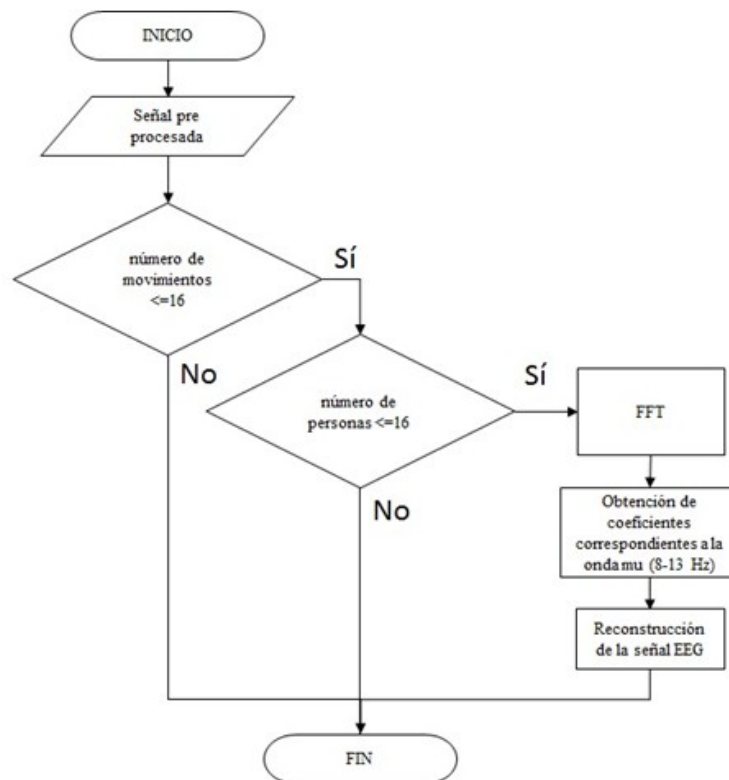 INICIO
Señal pre
procesada
número de
movimientos
<=16
Sí
No
número de
personas <=16
Sí
No
FFT
Obtención de
coeficientes
correspondientes a la
onda mu (8-13 Hz)
Reconstrucción
de la señal EEG
FIN